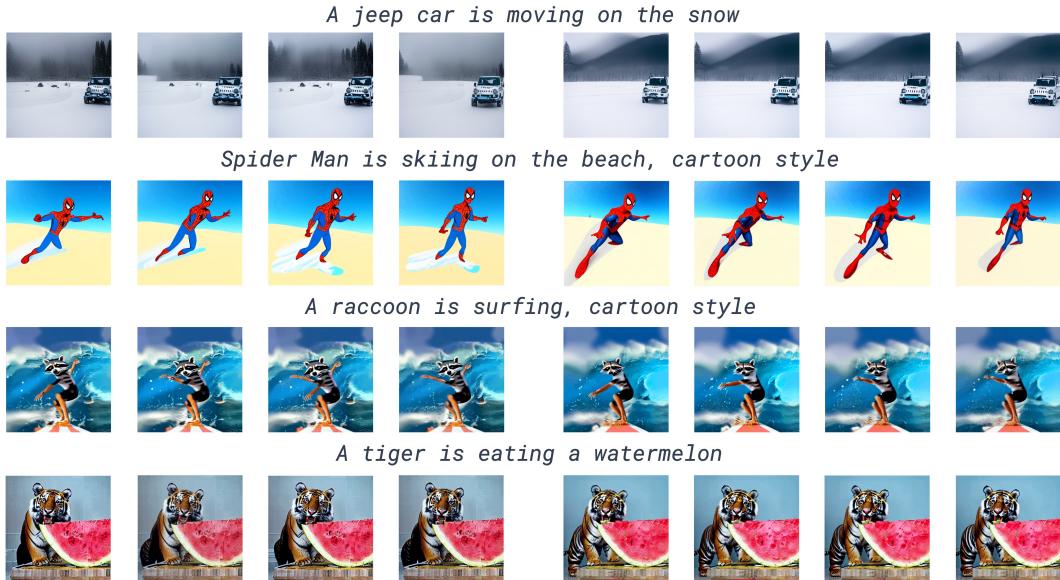 A jeep car is moving on the snow
Spider Man is skiing on the beach, cartoon style
A raccoon is surfing, cartoon style
A tiger is eating a watermelon